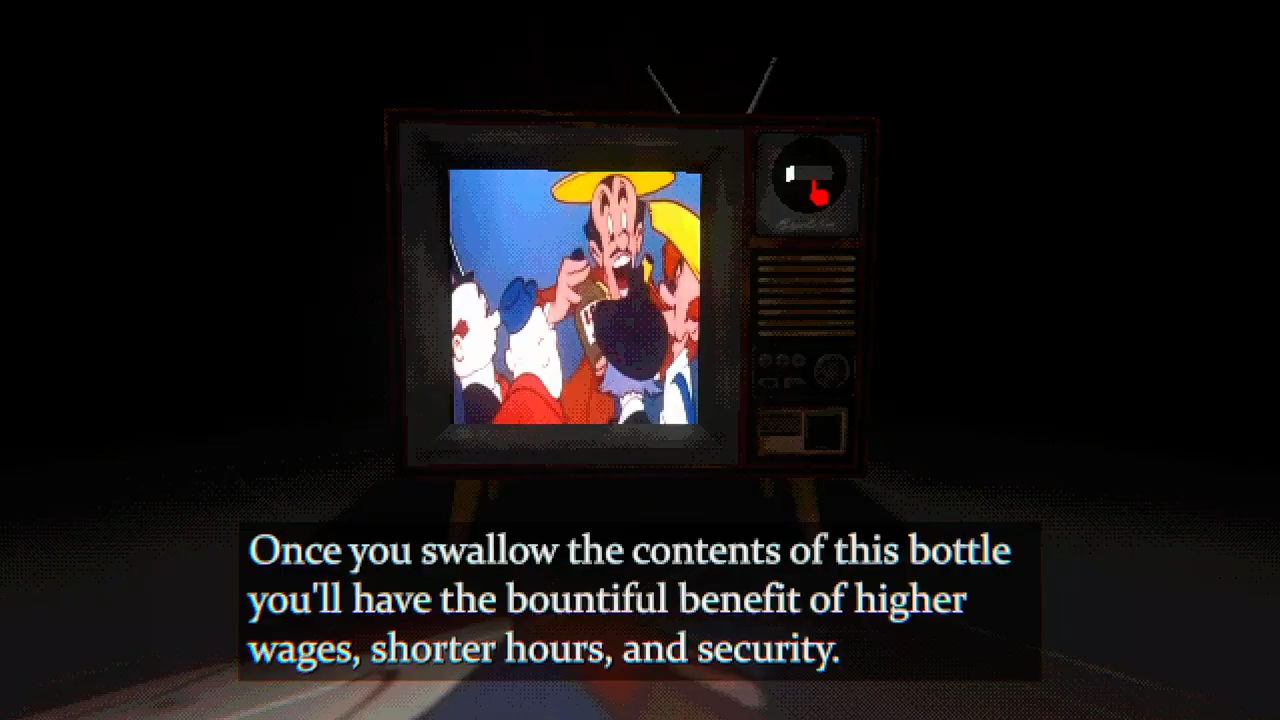 Once you swallow the contents of this bottle
you'll have the bountiful benefit of higher
wages, shorter hours, and security.